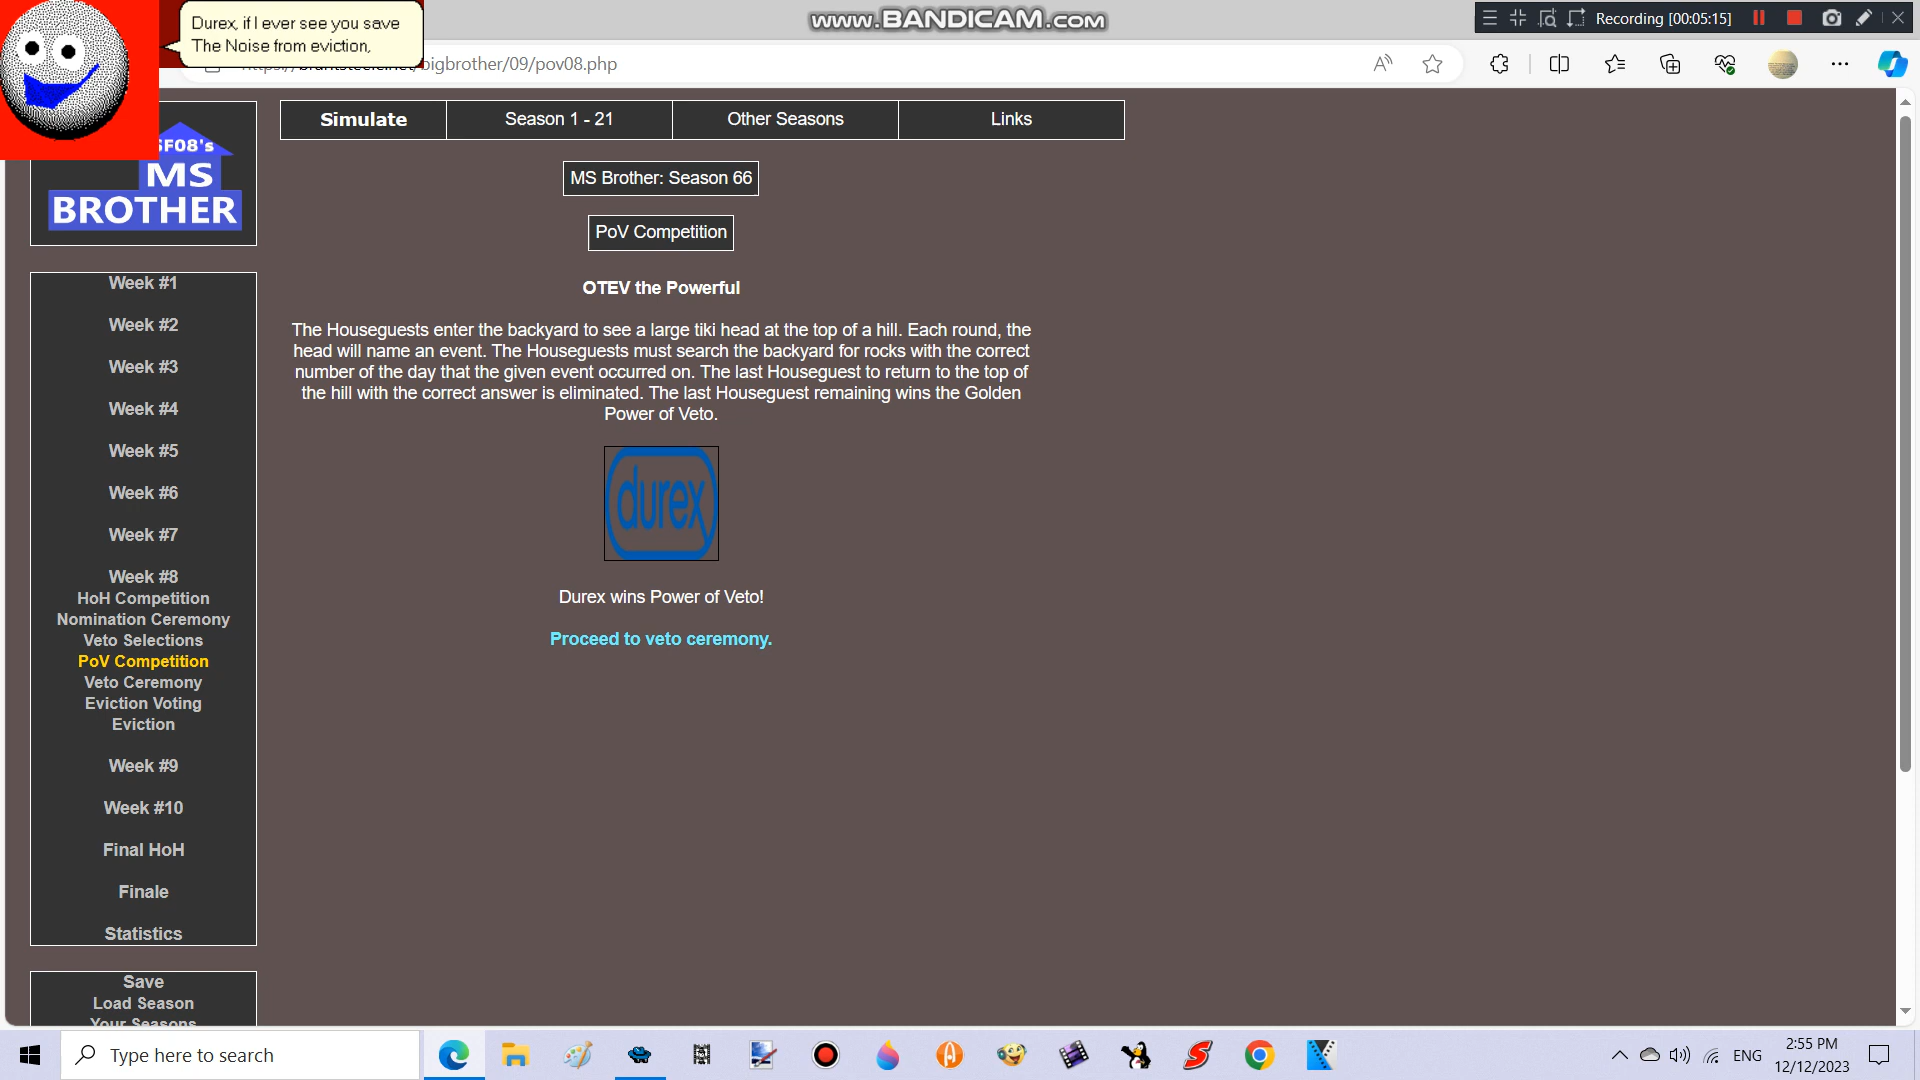 Durex, if I ever see you save
The Noise from eviction,
www.BANDICAM.com
Recording [00:05:15]
bigbrother/09/pov08.php
SF08's
MS
BROTHER
Simulate
Season 1 - 21
Other Seasons
Links
MS Brother: Season 66
PoV Competition
OTEV the Powerful
The Houseguests enter the backyard to see a large tiki head at the top of a hill. Each round, the
head will name an event. The Houseguests must search the backyard for rocks with the correct
number of the day that the given event occurred on. The last Houseguest to return to the top of
the hill with the correct answer is eliminated. The last Houseguest remaining wins the Golden
Power of Veto.
durex
Durex wins Power of Veto!
Proceed to veto ceremony.
Week #1
Week #2
Week #3
Week #4
Week #5
Week #6
Week #7
Week #8
HoH Competition
Nomination Ceremony
Veto Selections
PoV Competition
Veto Ceremony
Eviction Voting
Eviction
Week #9
Week #10
Final HoH
Finale
Statistics
Save
Load Season
Your Seasons
Type here to search
ENG
2:55 PM
12/12/2023